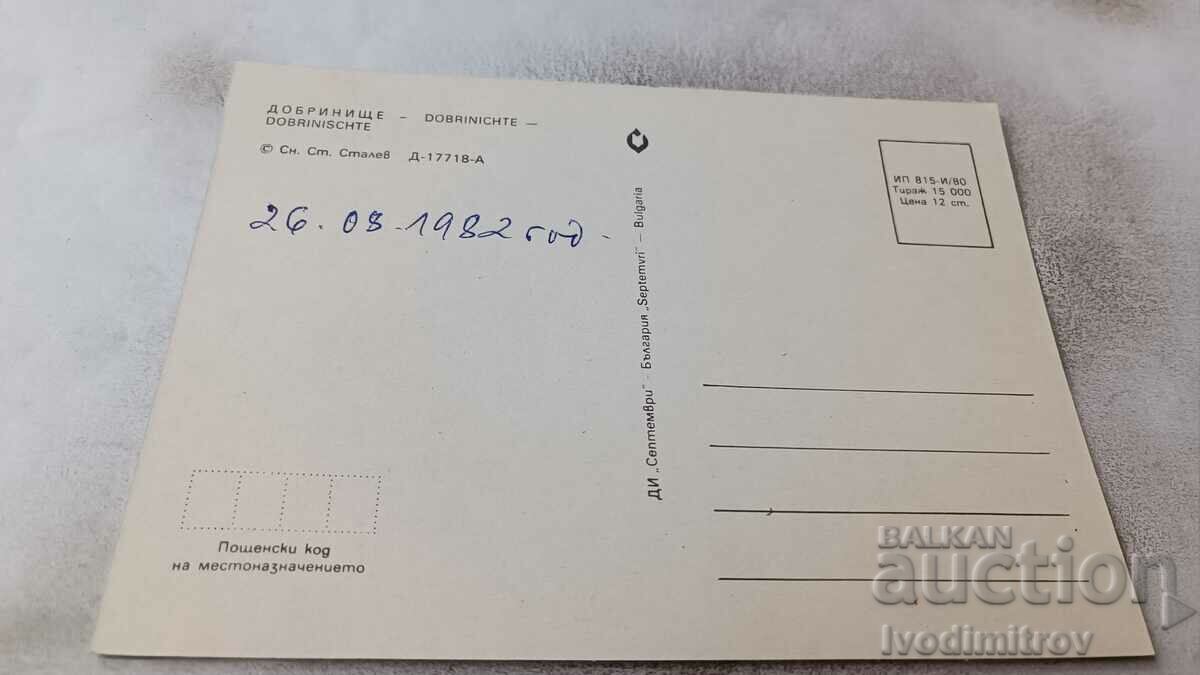 ДОБРИНИЩЕ – DOBRINICHTE –
DOBRINISCHTE
© Сн. Ст. Сталев Д-17718-А
26.08.1982 год.
Пощенски код
на местоназначението
ДИ „Септември" - България „Septemvri" – Bulgaria
ИП 815-И/80
Тираж 15 000
Цена 12 ст.
BALKAN
auction
Ivodimitrov